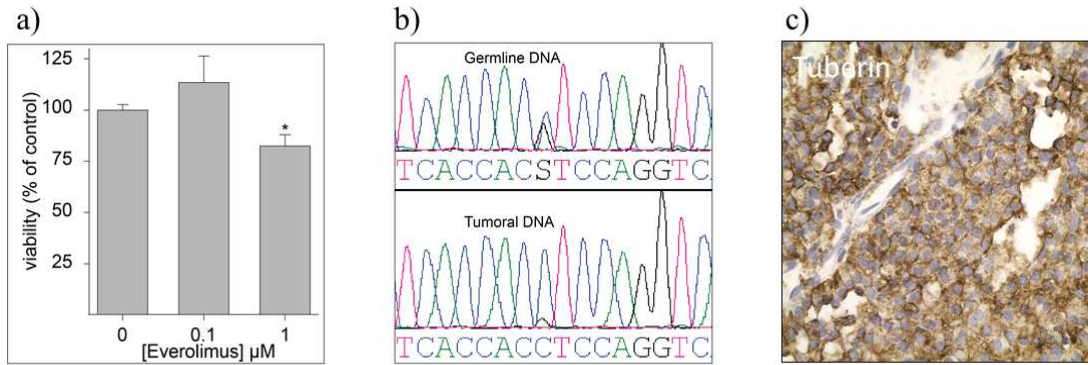 a)
125
100
75
50
25
viability (% of control)
*
0 0.1 1
[Everolimus] µM
b)
Germline DNA
TCACCACSTCCAGGTC
Tumoral DNA
TCACCACCTCCAGGTC
c)
Tuberin